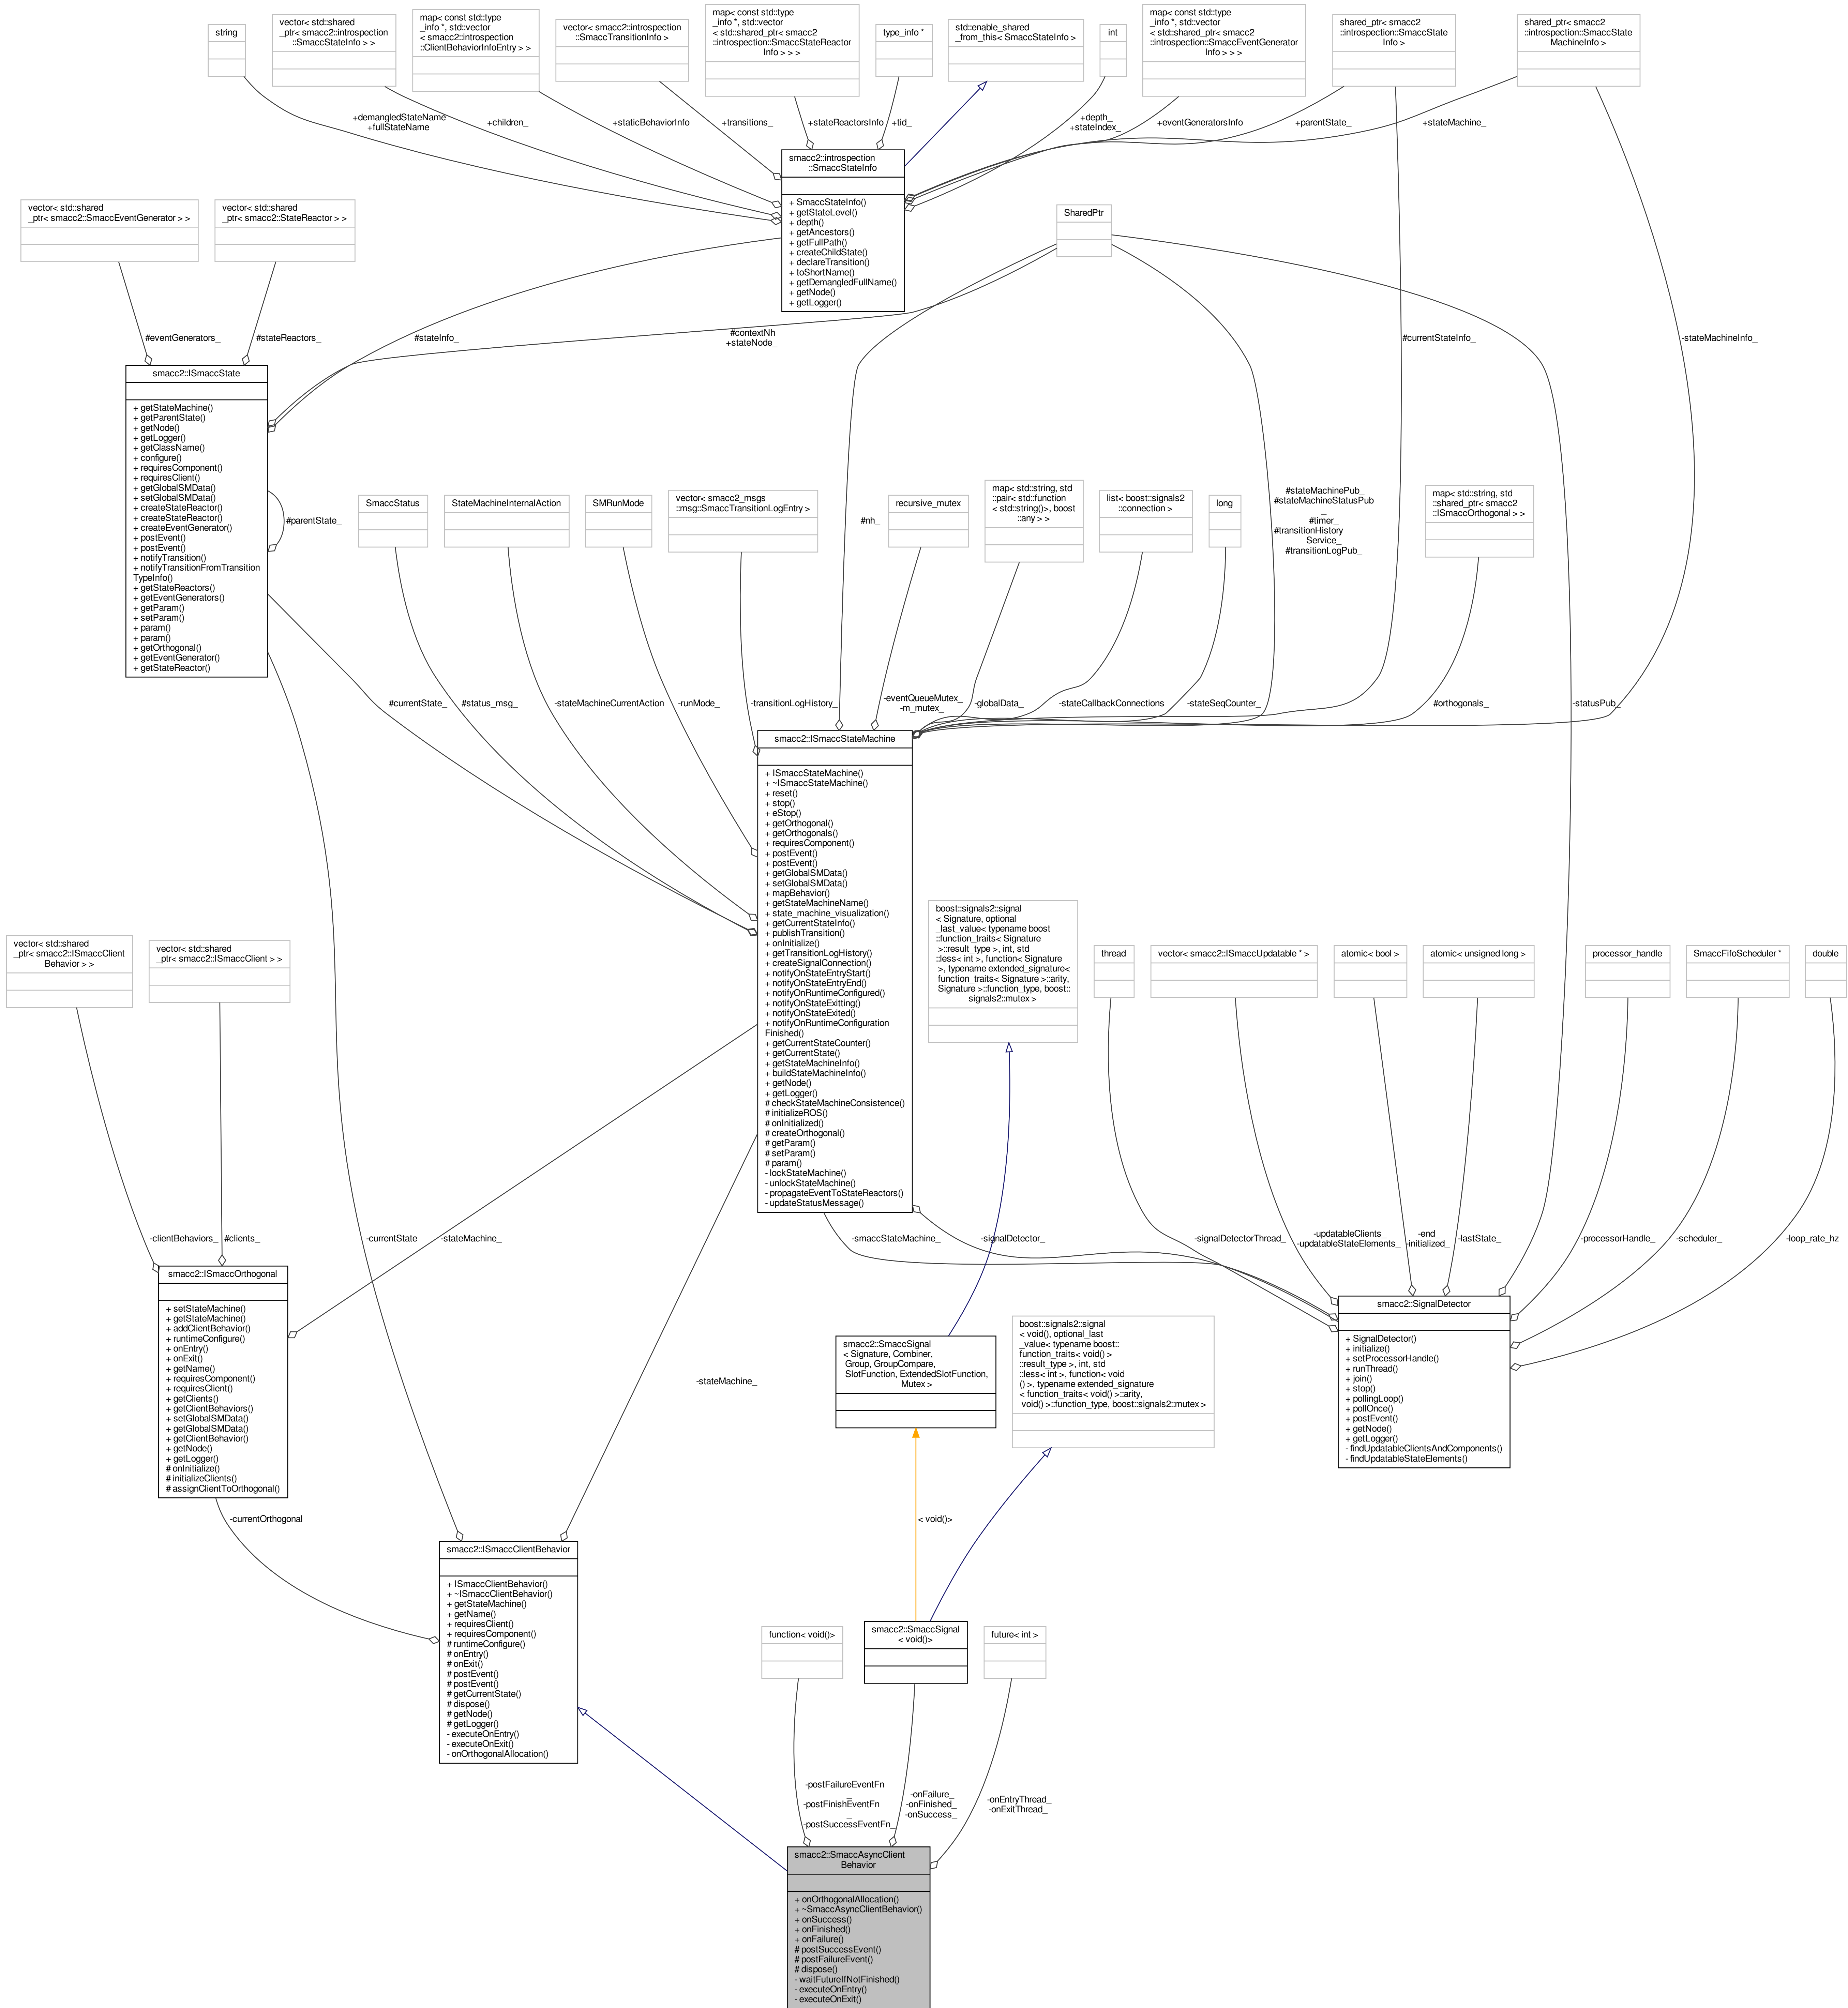 string
vector< std::shared
_ptr< smacc2::introspection
::SmaccStateInfo > >
map< const std::type
_info *, std::vector
< smacc2::introspection
::ClientBehaviorInfoEntry > >
vector< smacc2::introspection
::SmaccTransitionInfo >
map< const std::type
_info *, std::vector
< std::shared_ptr< smacc2
::introspection::SmaccStateReactor
Info > > >
type_info *
std::enable_shared
_from_this< SmaccStateInfo >
int
map< const std::type
_info *, std::vector
< std::shared_ptr< smacc2
::introspection::SmaccEventGenerator
Info > > >
shared_ptr< smacc2
::introspection::SmaccState
Info >
shared_ptr< smacc2
::introspection::SmaccState
MachineInfo >
+demangledStateName
+fullStateName
+children_
+staticBehaviorInfo
+transitions_
+stateReactorsInfo
+tid_
+depth_
+stateIndex_
+eventGeneratorsInfo
+parentState_
+stateMachine_
smacc2::introspection
::SmaccStateInfo
+ SmaccStateInfo()
+ getStateLevel()
+ depth()
+ getAncestors()
+ getFullPath()
+ createChildState()
+ declareTransition()
+ toShortName()
+ getDemangledFullName()
+ getNode()
+ getLogger()
vector< std::shared
_ptr< smacc2::SmaccEventGenerator > >
vector< std::shared
_ptr< smacc2::StateReactor > >
SharedPtr
#eventGenerators_
#stateReactors_
#stateInfo_
#contextNh
+stateNode_
#currentStateInfo_
-stateMachineInfo_
smacc2::ISmaccState
+ getStateMachine()
+ getParentState()
+ getNode()
+ getLogger()
+ getClassName()
+ configure()
+ requiresComponent()
+ requiresClient()
+ getGlobalSMData()
+ setGlobalSMData()
+ createStateReactor()
+ createStateReactor()
+ createEventGenerator()
+ postEvent()
+ postEvent()
+ notifyTransition()
+ notifyTransitionFromTransition
TypeInfo()
+ getStateReactors()
+ getEventGenerators()
+ getParam()
+ setParam()
+ param()
+ param()
+ getOrthogonal()
+ getEventGenerator()
+ getStateReactor()
#parentState_
SmaccStatus
StateMachineInternalAction
SMRunMode
vector< smacc2_msgs
::msg::SmaccTransitionLogEntry >
#nh_
recursive_mutex
map< std::string, std
::pair< std::function
< std::string()>, boost
::any > >
list< boost::signals2
::connection >
long
#stateMachinePub_
#stateMachineStatusPub
_
#timer_
#transitionHistory
Service_
#transitionLogPub_
map< std::string, std
::shared_ptr< smacc2
::ISmaccOrthogonal > >
#currentState_
#status_msg_
-stateMachineCurrentAction
-runMode_
-transitionLogHistory_
-eventQueueMutex_
-m_mutex_
-globalData_
-stateCallbackConnections
-stateSeqCounter_
#orthogonals_
-statusPub_
smacc2::ISmaccStateMachine
+ ISmaccStateMachine()
+ ~ISmaccStateMachine()
+ reset()
+ stop()
+ eStop()
+ getOrthogonal()
+ getOrthogonals()
+ requiresComponent()
+ postEvent()
+ postEvent()
+ getGlobalSMData()
+ setGlobalSMData()
+ mapBehavior()
+ getStateMachineName()
+ state_machine_visualization()
+ getCurrentStateInfo()
+ publishTransition()
+ onInitialize()
+ getTransitionLogHistory()
+ createSignalConnection()
+ notifyOnStateEntryStart()
+ notifyOnStateEntryEnd()
+ notifyOnRuntimeConfigured()
+ notifyOnStateExitting()
+ notifyOnStateExited()
+ notifyOnRuntimeConfiguration
Finished()
+ getCurrentStateCounter()
+ getCurrentState()
+ getStateMachineInfo()
+ buildStateMachineInfo()
+ getNode()
+ getLogger()
# checkStateMachineConsistence()
# initializeROS()
# onInitialized()
# createOrthogonal()
# getParam()
# setParam()
# param()
- lockStateMachine()
- unlockStateMachine()
- propagateEventToStateReactors()
- updateStatusMessage()
vector< std::shared
_ptr< smacc2::ISmaccClient
Behavior > >
vector< std::shared
_ptr< smacc2::ISmaccClient > >
boost::signals2::signal
< Signature, optional
_last_value< typename boost
::function_traits< Signature
>::result_type >, int, std
::less< int >, function< Signature
>, typename extended_signature<
function_traits< Signature >::arity,
Signature >::function_type, boost::
signals2::mutex >
thread
vector< smacc2::ISmaccUpdatable * >
atomic< bool >
atomic< unsigned long >
processor_handle
SmaccFifoScheduler *
double
-clientBehaviors_
#clients_
-stateMachine_
-currentState
-smaccStateMachine_
-signalDetector_
-signalDetectorThread_
-updatableClients_
-updatableStateElements_
-end_
-initialized_
-lastState_
-processorHandle_
-scheduler_
-loop_rate_hz
smacc2::ISmaccOrthogonal
+ setStateMachine()
+ getStateMachine()
+ addClientBehavior()
+ runtimeConfigure()
+ onEntry()
+ onExit()
+ getName()
+ requiresComponent()
+ requiresClient()
+ getClients()
+ getClientBehaviors()
+ setGlobalSMData()
+ getGlobalSMData()
+ getClientBehavior()
+ getNode()
+ getLogger()
# onInitialize()
# initializeClients()
# assignClientToOrthogonal()
smacc2::SignalDetector
+ SignalDetector()
+ initialize()
+ setProcessorHandle()
+ runThread()
+ join()
+ stop()
+ pollingLoop()
+ pollOnce()
+ postEvent()
+ getNode()
+ getLogger()
- findUpdatableClientsAndComponents()
- findUpdatableStateElements()
smacc2::SmaccSignal
< Signature, Combiner,
Group, GroupCompare,
SlotFunction, ExtendedSlotFunction,
Mutex >
boost::signals2::signal
< void(), optional_last
_value< typename boost::
function_traits< void()>
::result_type >, int, std
::less< int >, function< void
() >, typename extended_signature
< function_traits< void() >::arity,
void() >::function_type, boost::signals2::mutex >
-stateMachine_
-currentOrthogonal
< void()>
smacc2::ISmaccClientBehavior
+ ISmaccClientBehavior()
+ ~ISmaccClientBehavior()
+ getStateMachine()
+ getName()
+ requiresClient()
+ requiresComponent()
# runtimeConfigure()
# onEntry()
# onExit()
# postEvent()
# postEvent()
# getCurrentState()
# dispose()
# getNode()
# getLogger()
- executeOnEntry()
- executeOnExit()
- onOrthogonalAllocation()
function< void()>
smacc2::SmaccSignal
< void()>
future< int >
-postFailureEventFn
_
-postFinishEventFn
_
-postSuccessEventFn_
-onFailure_
-onFinished_
-onSuccess_
-onEntryThread_
-onExitThread_
smacc2::SmaccAsyncClient
Behavior
+ onOrthogonalAllocation()
+ ~SmaccAsyncClientBehavior()
+ onSuccess()
+ onFinished()
+ onFailure()
# postSuccessEvent()
# postFailureEvent()
# dispose()
- waitFutureIfNotFinished()
- executeOnEntry()
- executeOnExit()